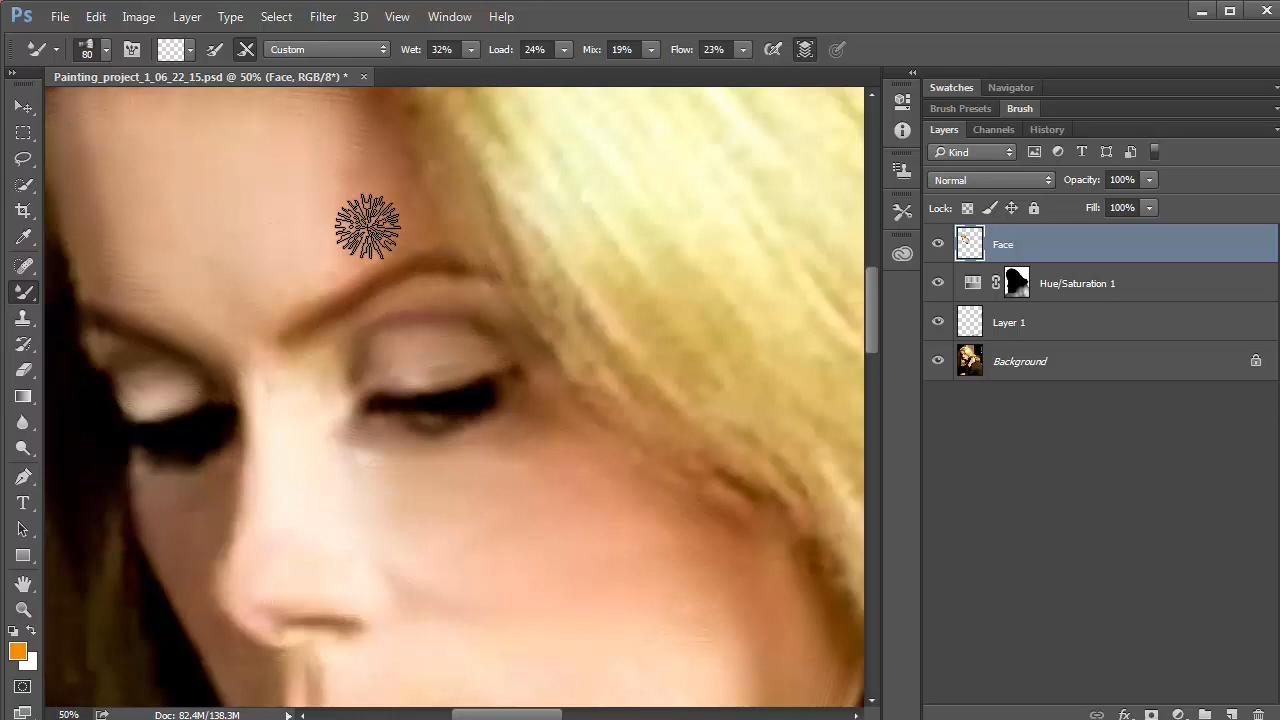 Ps File Edit Image Layer Type Select Filter 3D View Window Help
80 Custom Wet: 32% Load: 24% Mix: 19% Flow: 23%
Painting_project_1_06_22_15.psd @ 50% (Face, RGB/8*) * ×
Swatches Navigator
Brush Presets Brush
Layers Channels History
Kind
Normal Opacity: 100%
Lock: Fill: 100%
Face
Hue/Saturation 1
Layer 1
Background
50% Doc: 82.4M/138.3M
fx